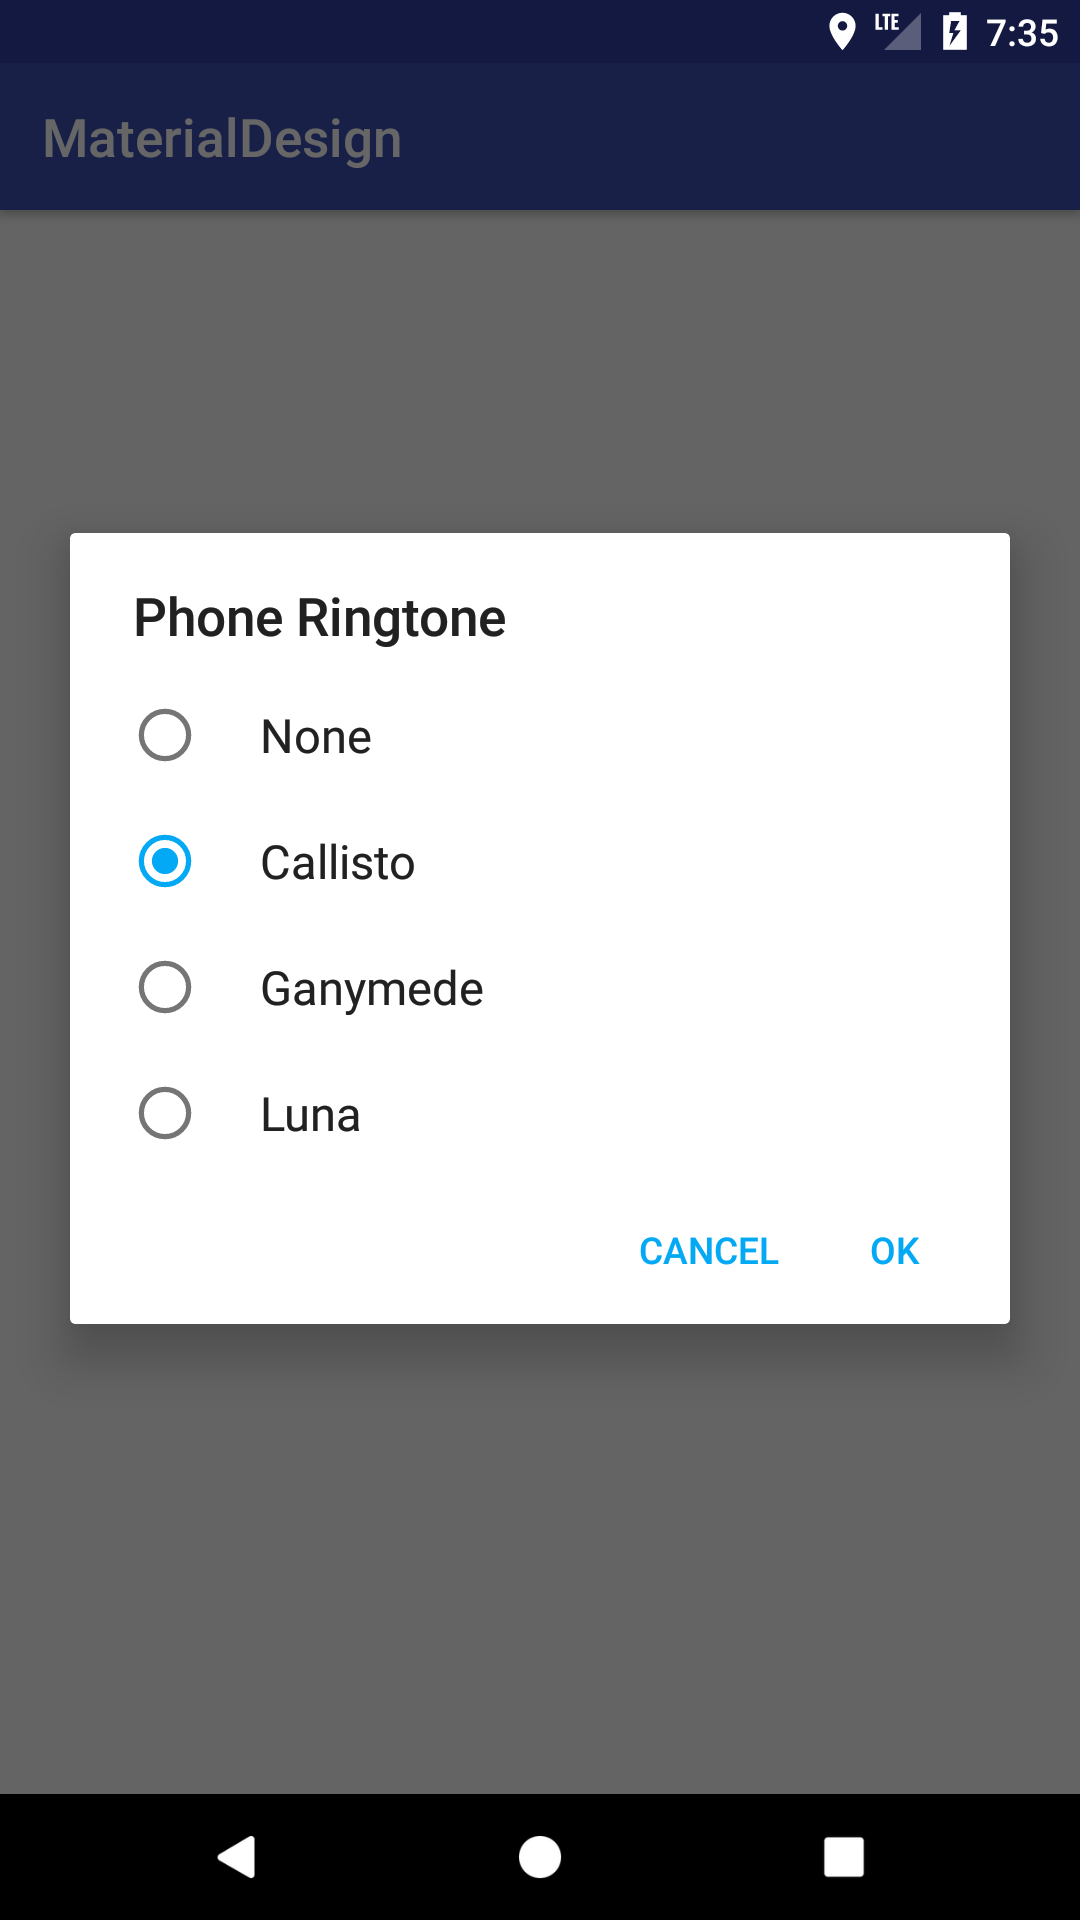 LTE 7:35
MaterialDesign
Phone Ringtone
None
Callisto
Ganymede
Luna
CANCEL OK